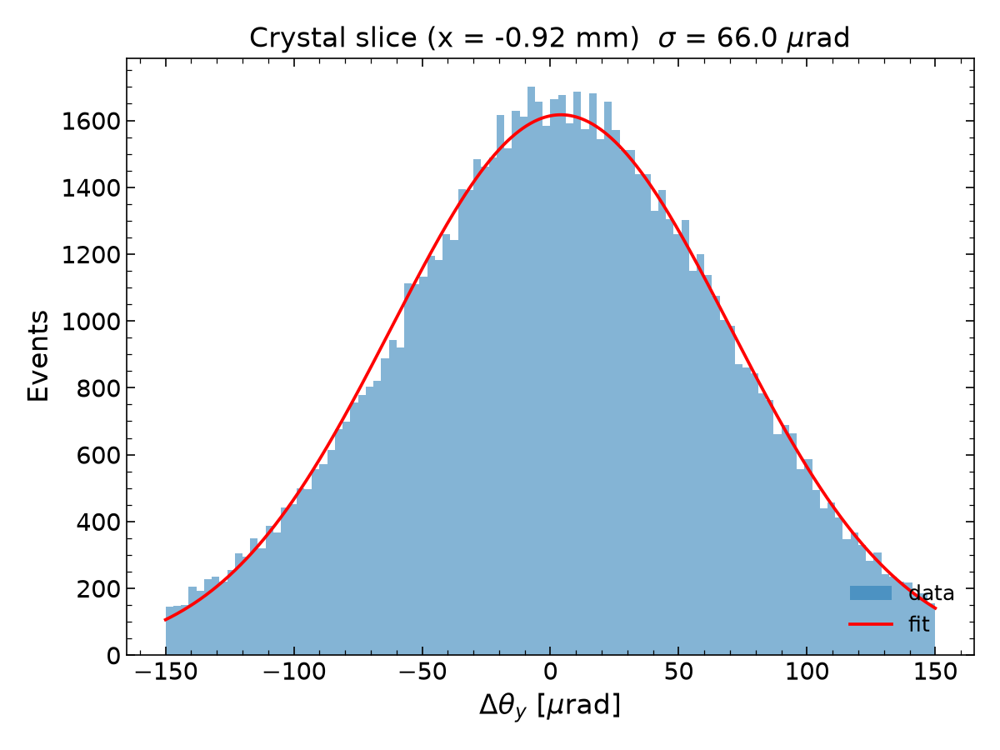 Crystal slice (x = -0.92 mm)  σ = 66.0 μrad
Events
1600
1400
1200
1000
800
600
400
200
0
−150 −100 −50 0 50 100 150
Δθy [μrad]
data
fit